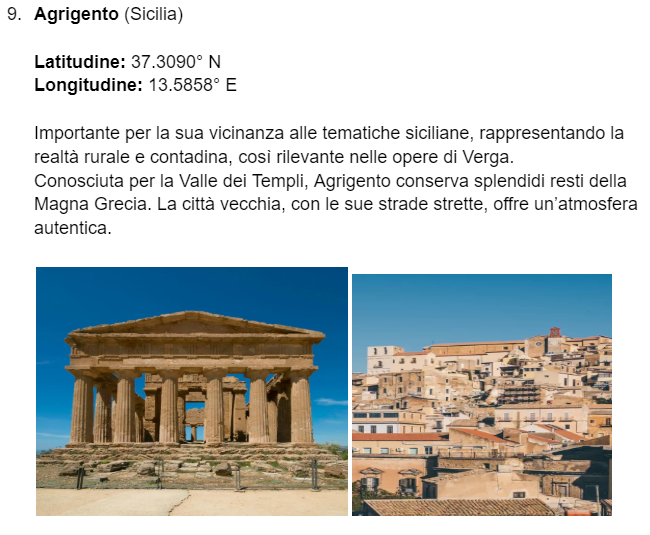 9. Agrigento (Sicilia)
Latitudine: 37.3090° N
Longitudine: 13.5858° E
Importante per la sua vicinanza alle tematiche siciliane, rappresentando la
realtà rurale e contadina, così rilevante nelle opere di Verga.
Conosciuta per la Valle dei Templi, Agrigento conserva splendidi resti della
Magna Grecia. La città vecchia, con le sue strade strette, offre un’atmosfera
autentica.